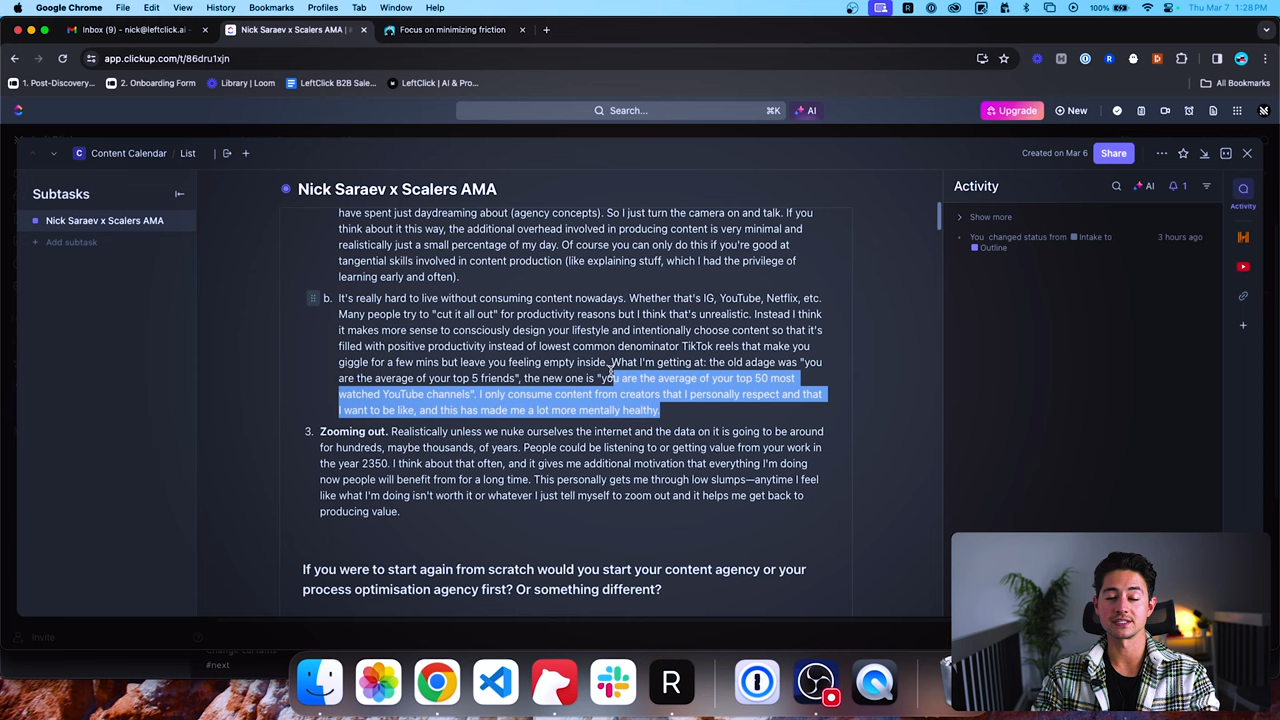 Google Chrome File Edit View History Bookmarks Profiles Tab Window Help 100% Thu Mar 7 1:28 PM
Inbox (9) - nick@leftclick.ai - Nick Saraev x Scalers AMA | Focus on minimizing friction
app.clickup.com/t/86dru1xjn
1. Post-Discovery... 2. Onboarding Form Library | Loom LeftClick B2B Sale... LeftClick | AI & Pro... All Bookmarks
Search... ⌘K AI Upgrade New
C Content Calendar / List Created on Mar 6 Share
Subtasks
Nick Saraev x Scalers AMA
Add subtask
Nick Saraev x Scalers AMA
have spent just daydreaming about (agency concepts). So I just turn the camera on and talk. If you
think about it this way, the additional overhead involved in producing content is very minimal and
realistically just a small percentage of my day. Of course you can only do this if you're good at
tangential skills involved in content production (like explaining stuff, which I had the privilege of
learning early and often).
b. It's really hard to live without consuming content nowadays. Whether that's IG, YouTube, Netflix, etc.
Many people try to "cut it all out" for productivity reasons but I think that's unrealistic. Instead I think
it makes more sense to consciously design your lifestyle and intentionally choose content so that it's
filled with positive productivity instead of lowest common denominator TikTok reels that make you
giggle for a few mins but leave you feeling empty inside. What I'm getting at: the old adage was "you
are the average of your top 5 friends", the new one is "you are the average of your top 50 most
watched YouTube channels". I only consume content from creators that I personally respect and that
I want to be like, and this has made me a lot more mentally healthy.
3. Zooming out. Realistically unless we nuke ourselves the internet and the data on it is going to be around
for hundreds, maybe thousands, of years. People could be listening to or getting value from your work in
the year 2350. I think about that often, and it gives me additional motivation that everything I'm doing
now people will benefit from for a long time. This personally gets me through low slumps—anytime I feel
like what I'm doing isn't worth it or whatever I just tell myself to zoom out and it helps me get back to
producing value.
If you were to start again from scratch would you start your content agency or your
process optimisation agency first? Or something different?
Activity AI 1
Show more
You changed status from Intake to 3 hours ago
Outline
Activity
Invite
#next